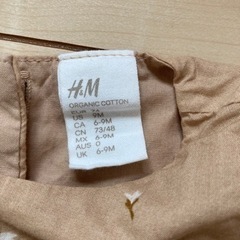 H&M
ORGANIC COTTON
EUR
US 9M
CA 6-9M
CN 73/48
MX 6-9M
AUS 0
UK 6-9M